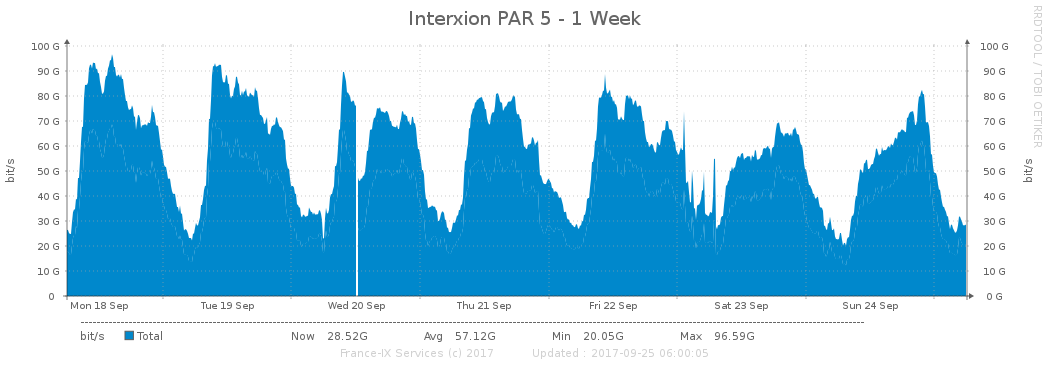 Interxion PAR 5 - 1 Week
RRDTOOL / TOBI OETIKER
bit/s
bit/s
100 G 100 G
90 G 90 G
80 G 80 G
70 G 70 G
60 G 60 G
50 G 50 G
40 G 40 G
30 G 30 G
20 G 20 G
10 G 10 G
0 0 G
Mon 18 Sep Tue 19 Sep Wed 20 Sep Thu 21 Sep Fri 22 Sep Sat 23 Sep Sun 24 Sep
bit/s Total Now 28.52G Avg 57.12G Min 20.05G Max 96.59G
France-IX Services (c) 2017 Updated : 2017-09-25 06:00:05